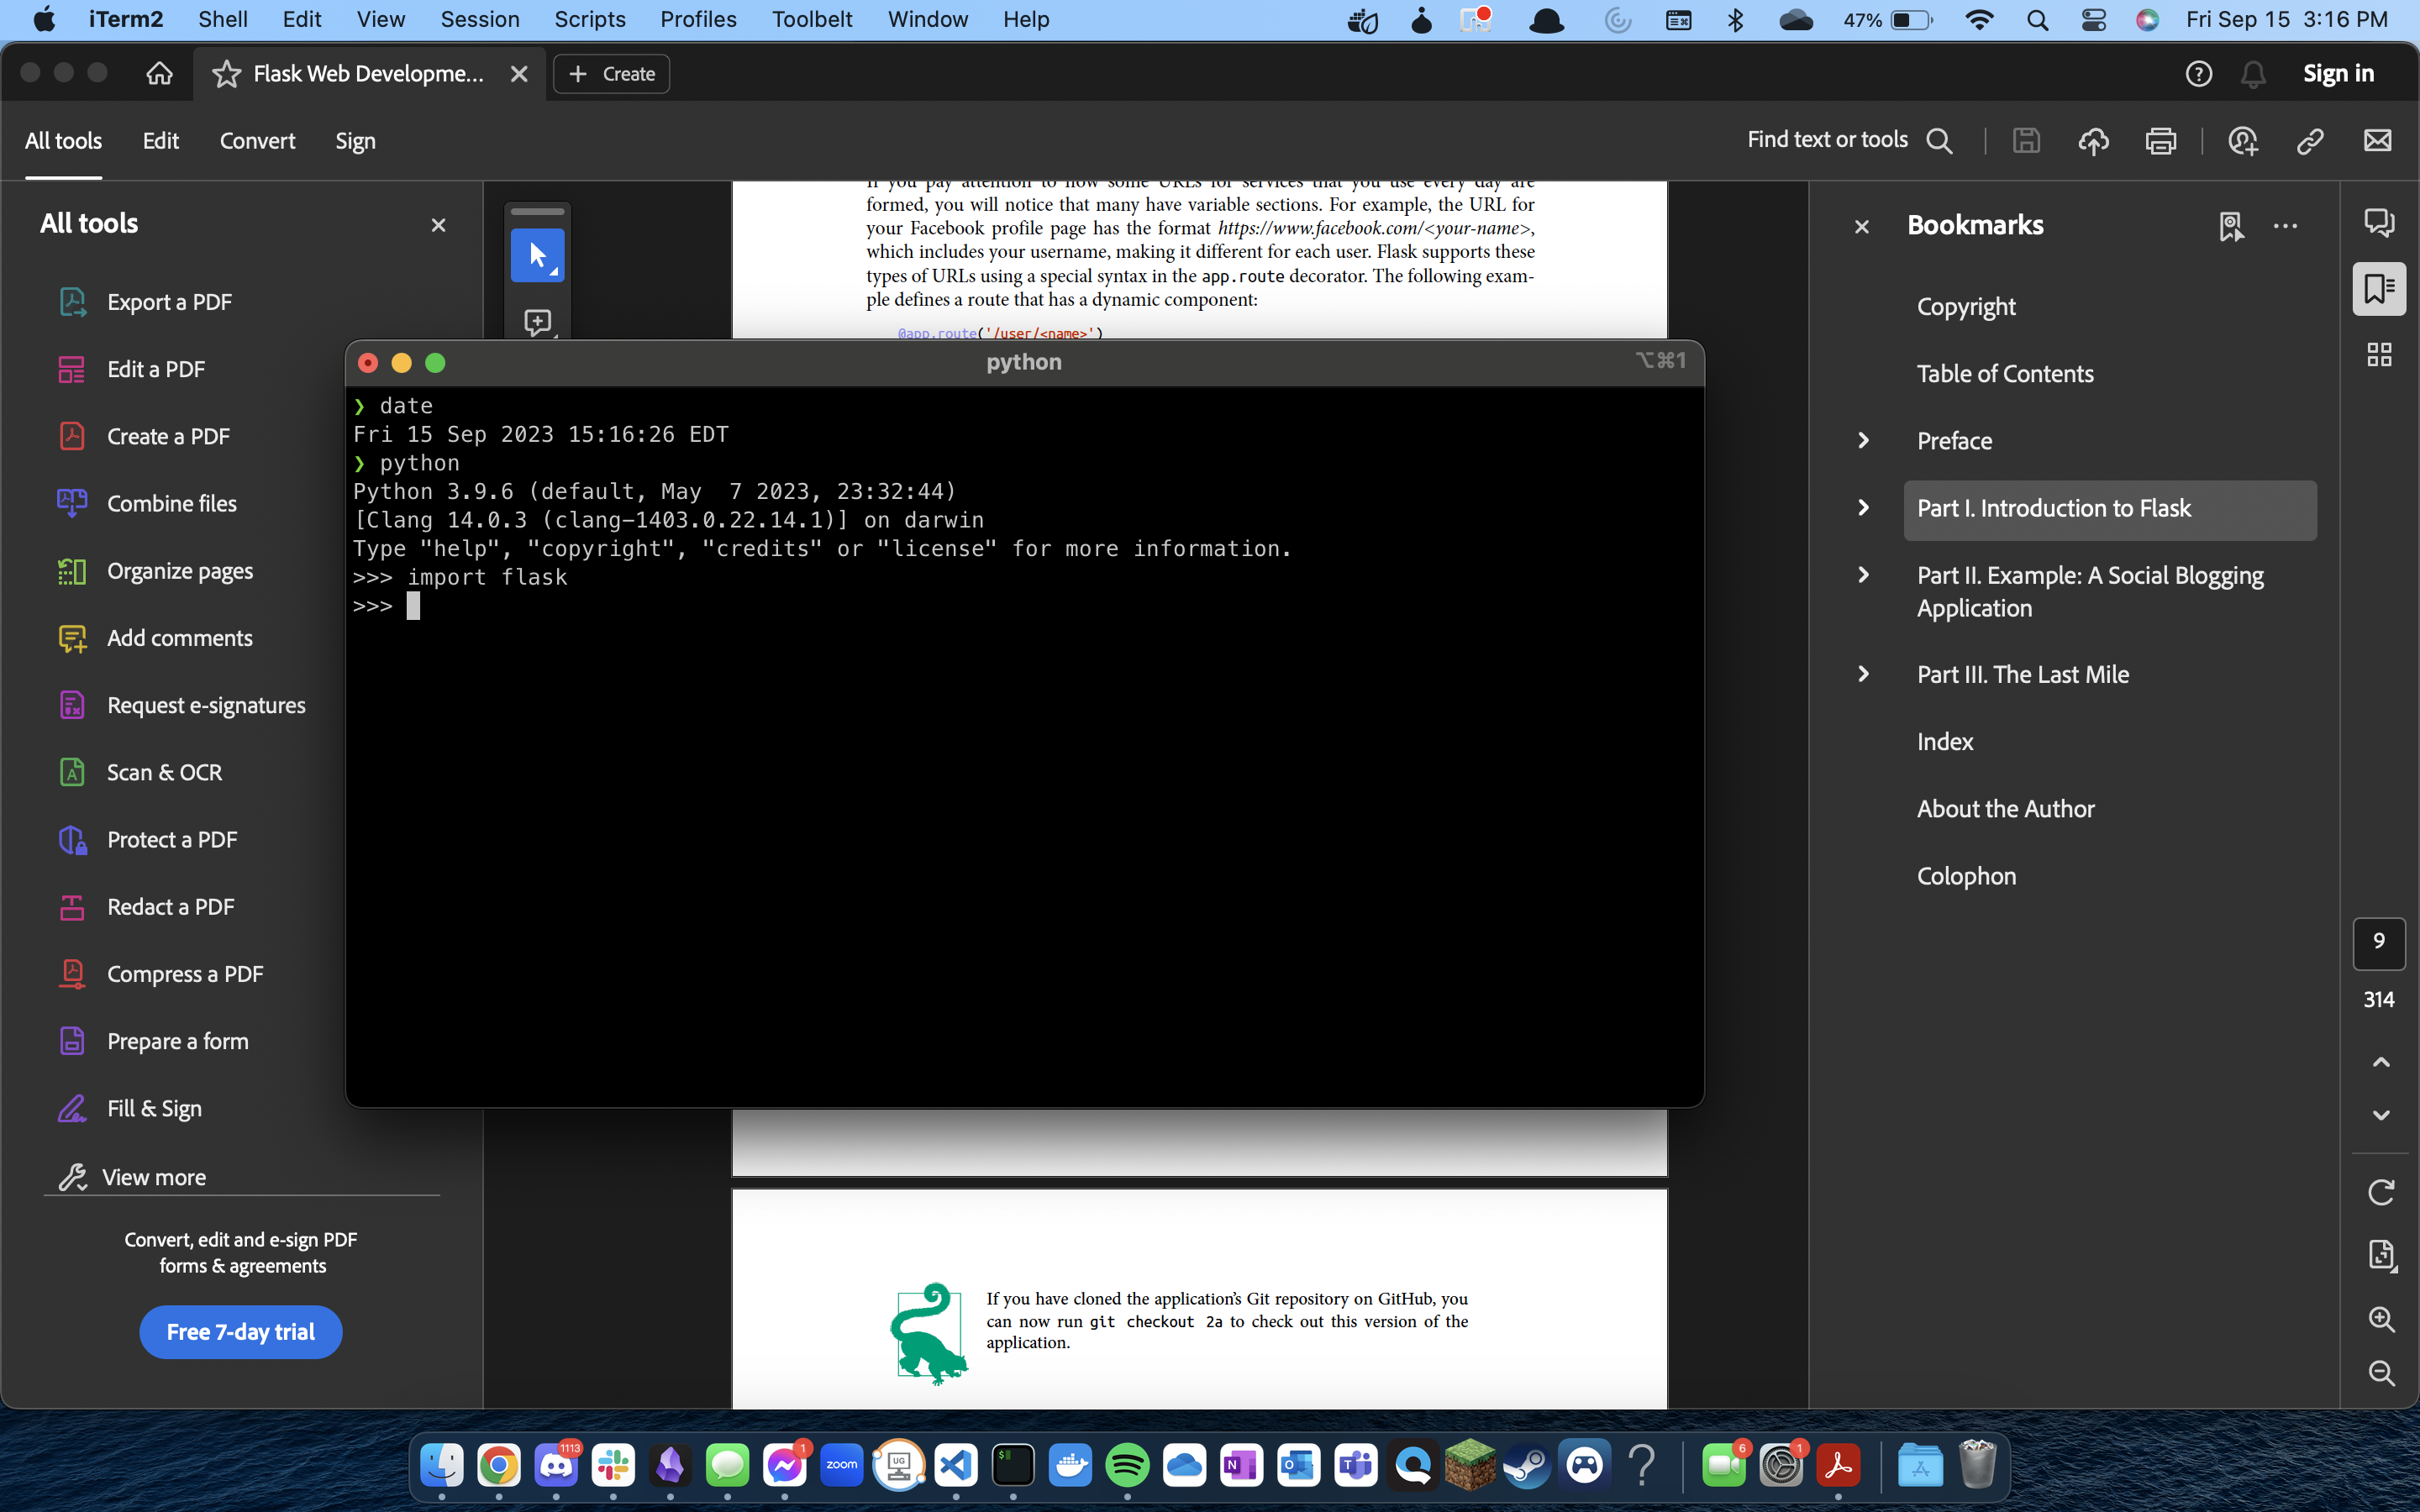 iTerm2 Shell Edit View Session Scripts Profiles Toolbelt Window Help 47% Fri Sep 15 3:16 PM
Flask Web Developme... Create Sign in
All tools Edit Convert Sign Find text or tools
All tools
Export a PDF
Edit a PDF
Create a PDF
Combine files
Organize pages
Add comments
Request e-signatures
Scan & OCR
Protect a PDF
Redact a PDF
Compress a PDF
Prepare a form
Fill & Sign
View more
Convert, edit and e-sign PDF
forms & agreements
Free 7-day trial
If you pay attention to how some URLs for services that you use every day are
formed, you will notice that many have variable sections. For example, the URL for
your Facebook profile page has the format https://www.facebook.com/<your-name>,
which includes your username, making it different for each user. Flask supports these
types of URLs using a special syntax in the app.route decorator. The following exam-
ple defines a route that has a dynamic component:
@app.route('/user/<name>')
python ⌥⌘1
❯ date
Fri 15 Sep 2023 15:16:26 EDT
❯ python
Python 3.9.6 (default, May  7 2023, 23:32:44)
[Clang 14.0.3 (clang-1403.0.22.14.1)] on darwin
Type "help", "copyright", "credits" or "license" for more information.
>>> import flask
>>>
If you have cloned the application's Git repository on GitHub, you
can now run git checkout 2a to check out this version of the
application.
Bookmarks
Copyright
Table of Contents
Preface
Part I. Introduction to Flask
Part II. Example: A Social Blogging
Application
Part III. The Last Mile
Index
About the Author
Colophon
9
314
1113 1 zoom UG $ N 6 1